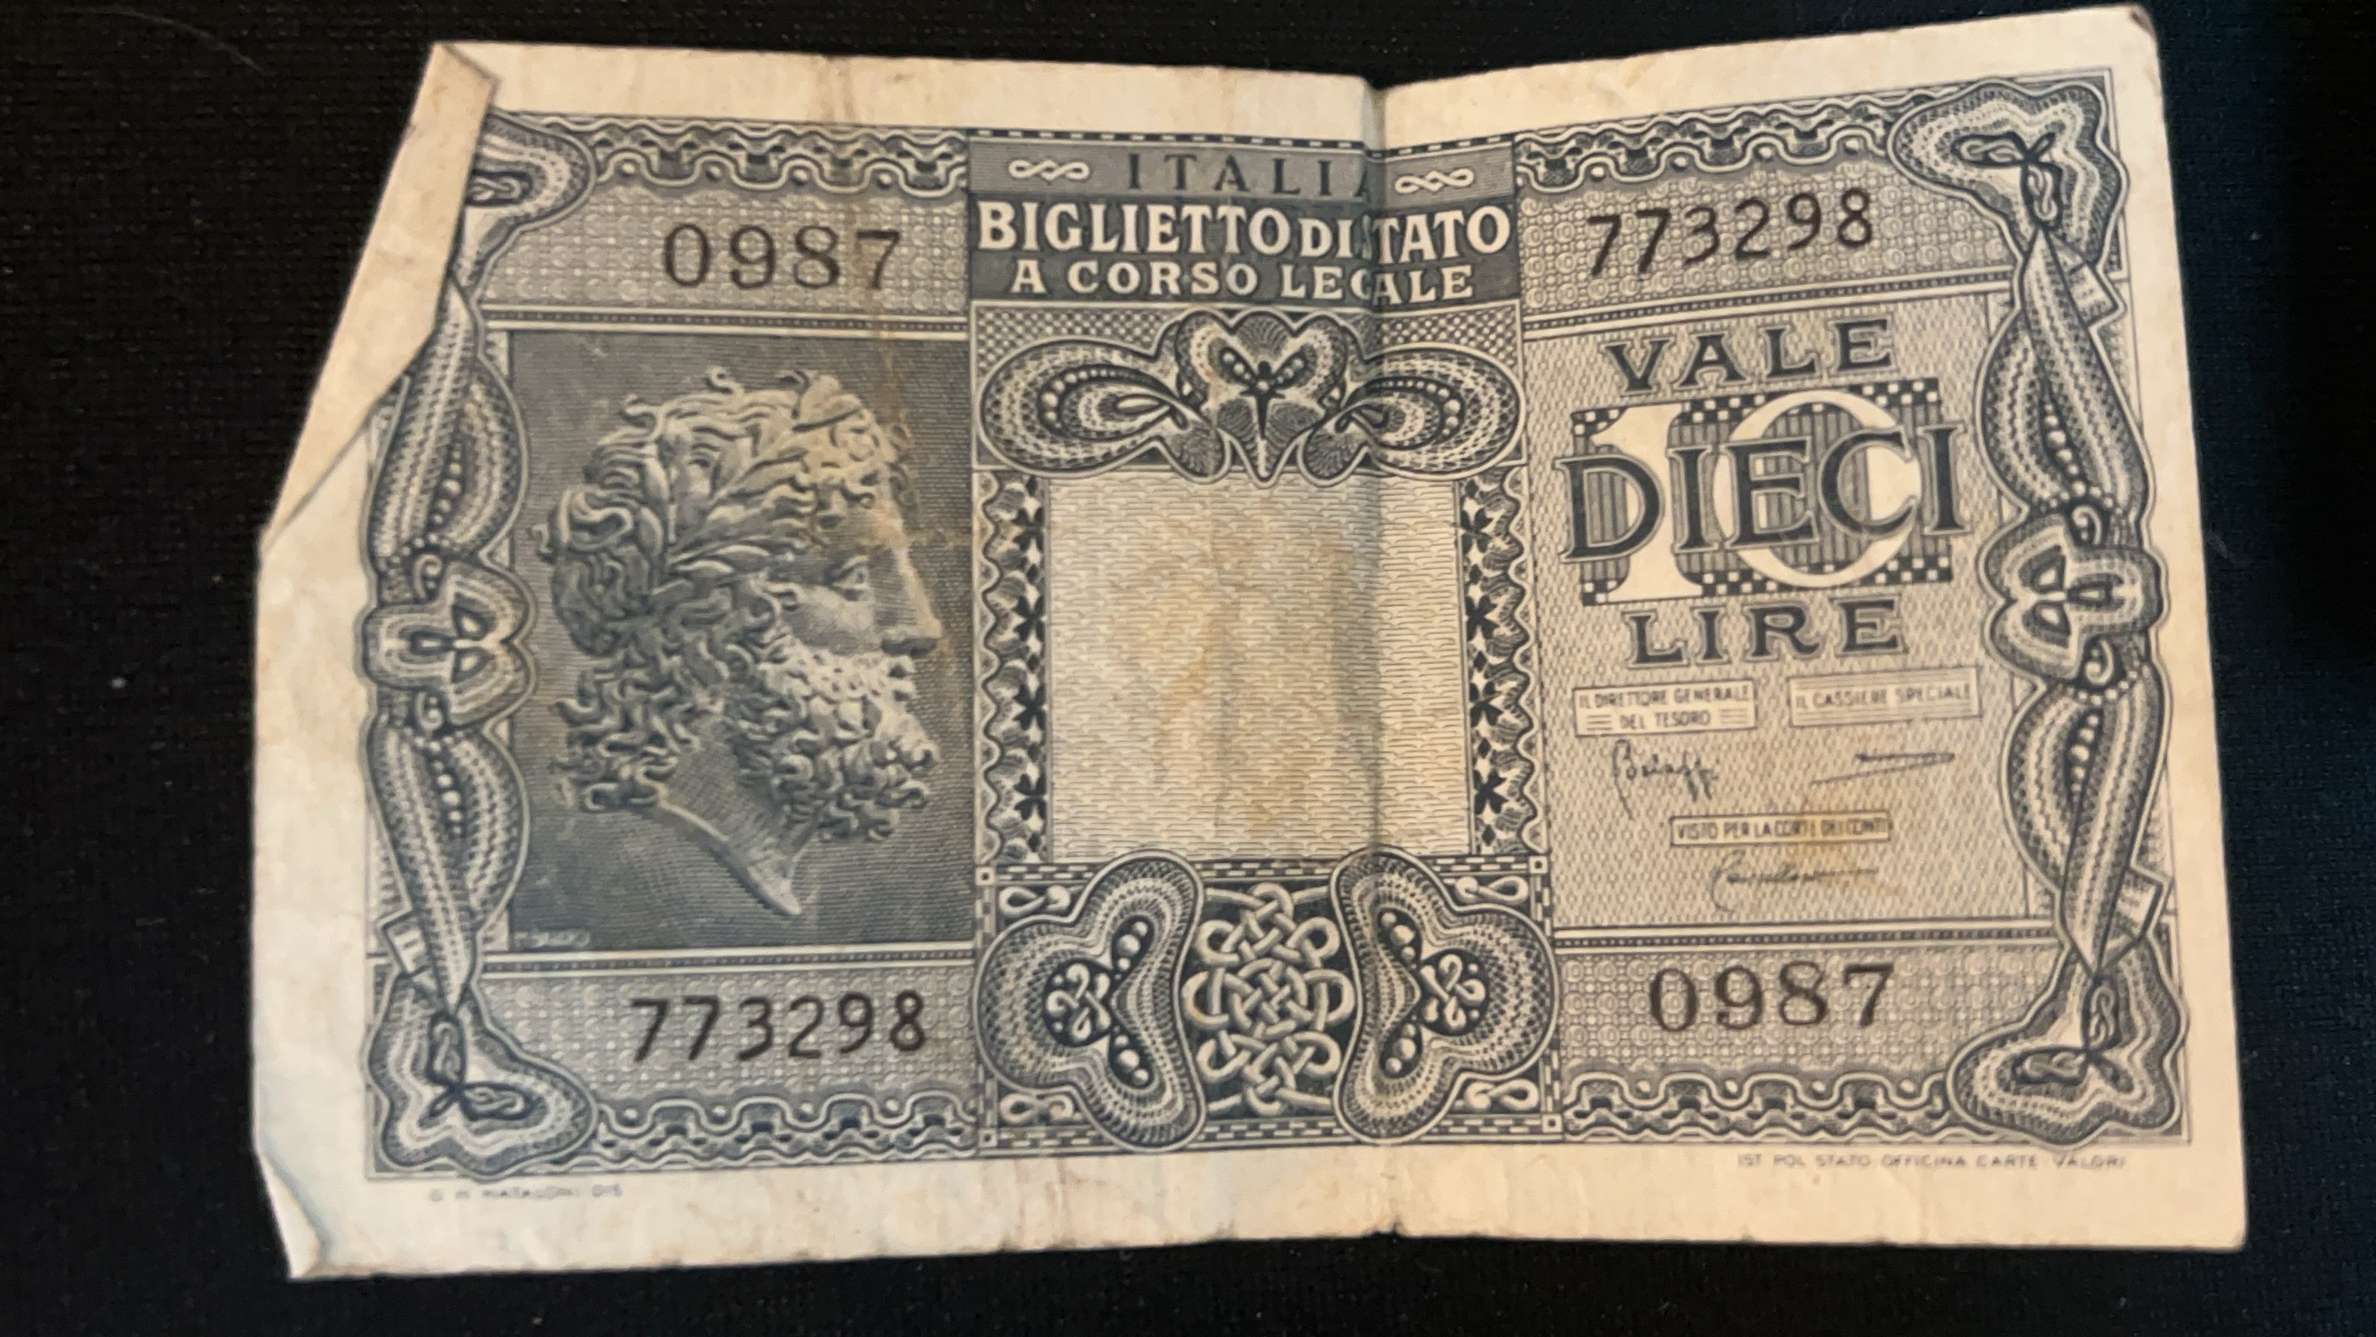 ITALIA
BIGLIETTO DI STATO
A CORSO LEGALE
0987
773298
VALE
10
DIECI
LIRE
IL DIRETTORE GENERALE
DEL TESORO
IL CASSIERE SPECIALE
VISTO PER LA CORTE DEI CONTI
773298
0987
IST POL STATO OFFICINA CARTE VALORI